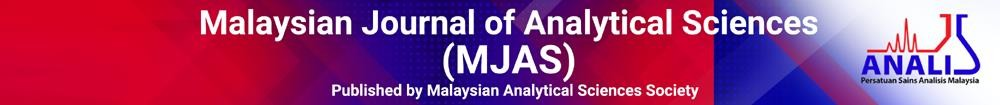 Malaysian Journal of Analytical Sciences
(MJAS)
Published by Malaysian Analytical Sciences Society
ANALIS
Persatuan Sains Analisis Malaysia